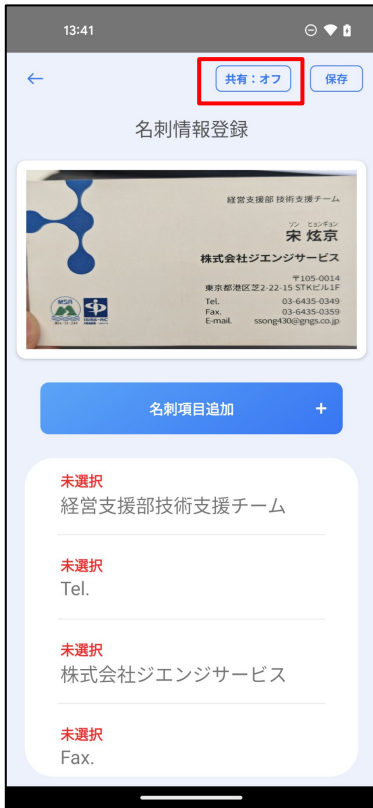 13:41
共有：オフ
保存
名刺情報登録
経営支援部 技術支援チーム
ソン ヒョンギョン
宋 炫京
株式会社ジエンジサービス
〒105-0014
東京都港区芝2-22-15 STKビル1F
Tel. 03-6435-0349
Fax. 03-6435-0359
E-mail. ssong430@gngs.co.jp
MSA
名刺項目追加 +
未選択
経営支援部技術支援チーム
未選択
Tel.
未選択
株式会社ジエンジサービス
未選択
Fax.